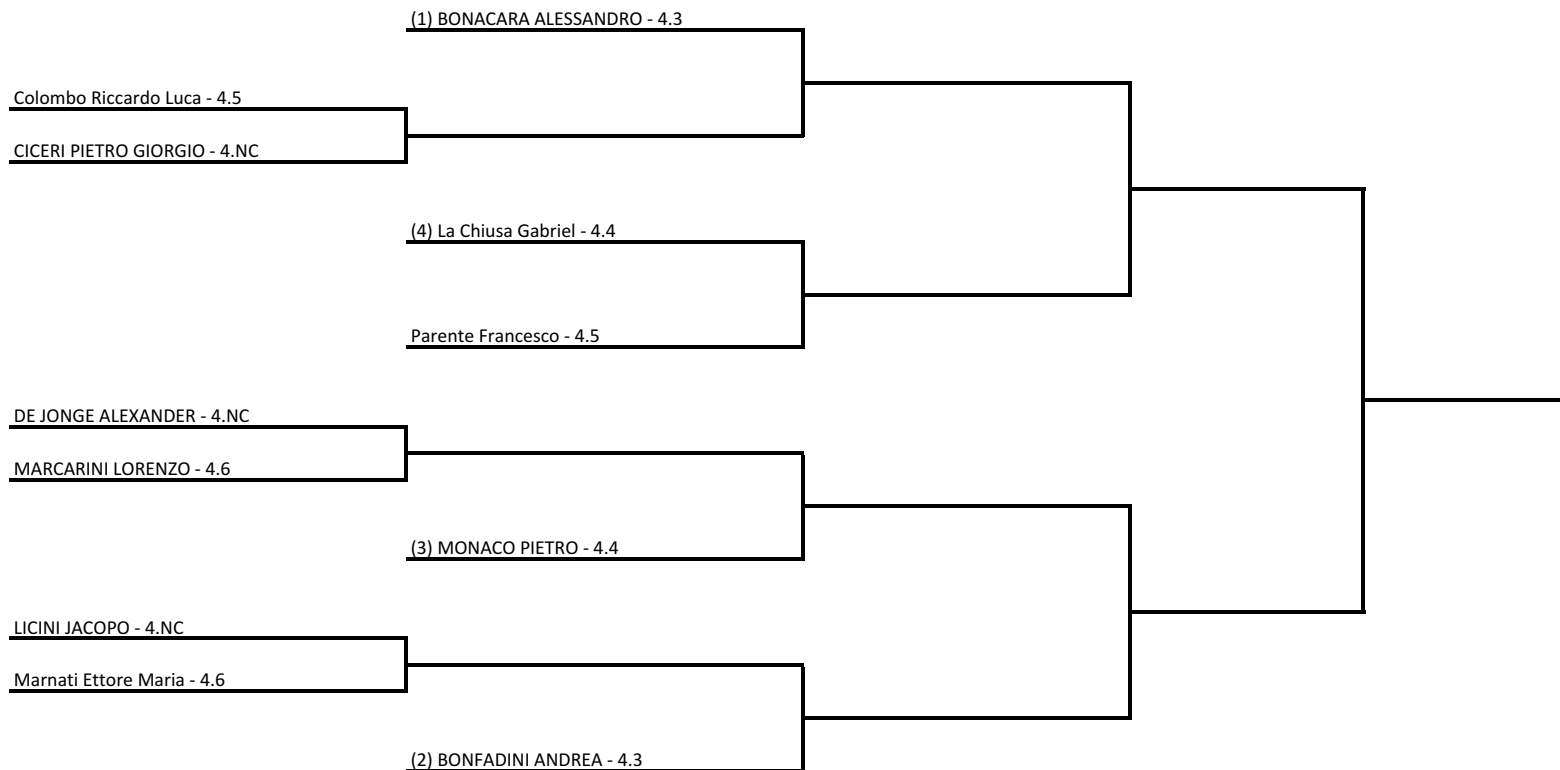 (1) BONACARA ALESSANDRO - 4.3
Colombo Riccardo Luca - 4.5
CICERI PIETRO GIORGIO - 4.NC
(4) La Chiusa Gabriel - 4.4
Parente Francesco - 4.5
DE JONGE ALEXANDER - 4.NC
MARCARINI LORENZO - 4.6
(3) MONACO PIETRO - 4.4
LICINI JACOPO - 4.NC
Marnati Ettore Maria - 4.6
(2) BONFADINI ANDREA - 4.3